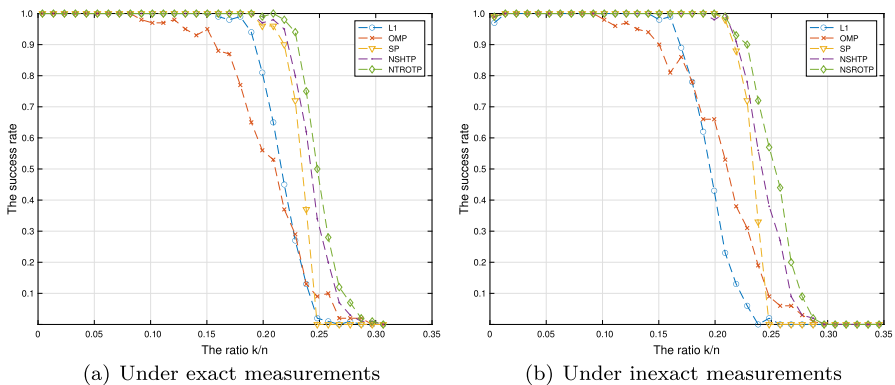 1.0
0.9
0.8
0.7
0.6
0.5
0.4
0.3
0.2
0.1
The success rate
0
0.05
0.10
0.15
0.20
0.25
0.30
0.35
The ratio k/n
L1
OMP
SP
NSHTP
NTROTP
(a) Under exact measurements
1.0
0.9
0.8
0.7
0.6
0.5
0.4
0.3
0.2
0.1
The success rate
0
0.05
0.10
0.15
0.20
0.25
0.30
0.35
The ratio k/n
L1
OMP
SP
NSHTP
NSROTP
(b) Under inexact measurements